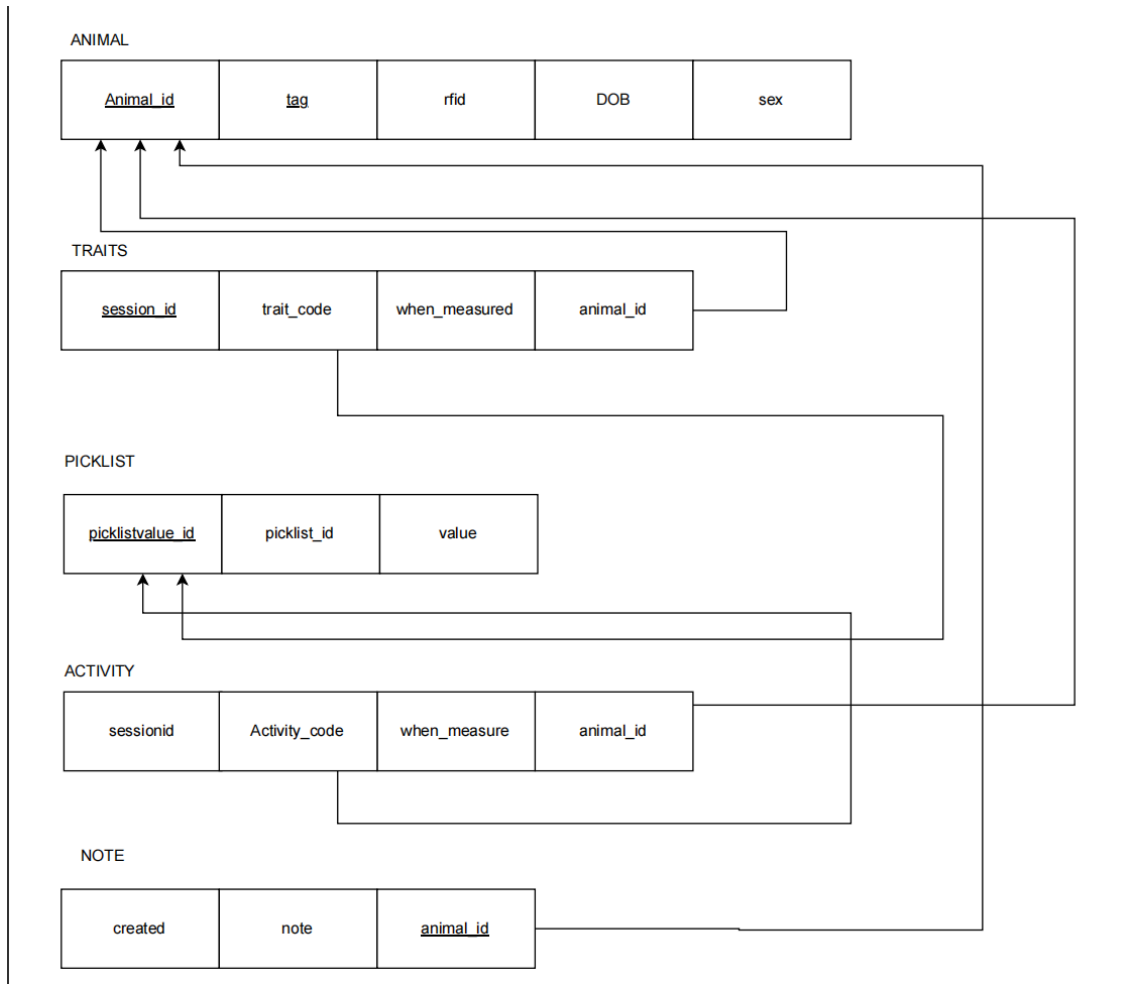 ANIMAL
Animal_id tag rfid DOB sex
TRAITS
session_id trait_code when_measured animal_id
PICKLIST
picklistvalue_id picklist_id value
ACTIVITY
sessionid Activity_code when_measure animal_id
NOTE
created note animal_id